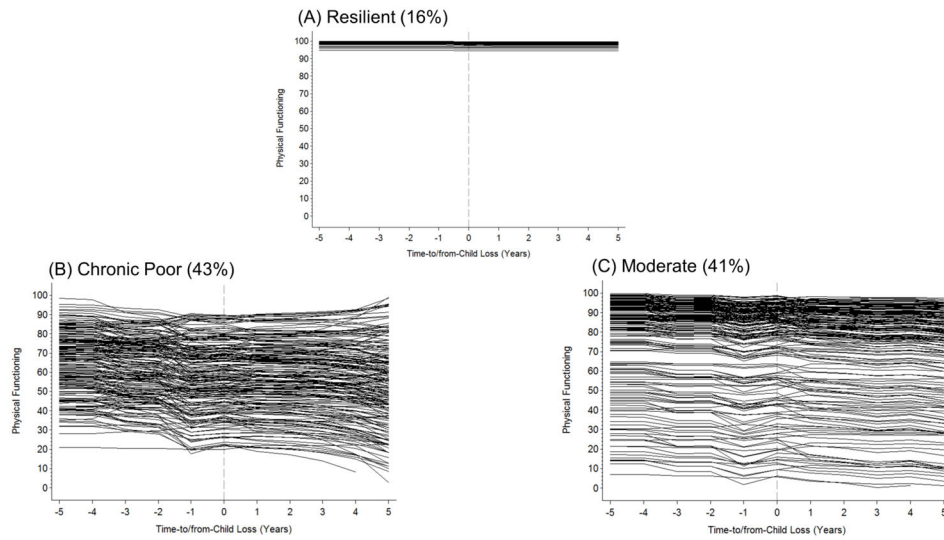 (A) Resilient (16%)
100
90
80
70
60
50
40
30
20
10
0
Physical Functioning
-5 -4 -3 -2 -1 0 1 2 3 4 5
Time-to/from-Child Loss (Years)
(B) Chronic Poor (43%)
100
90
80
70
60
50
40
30
20
10
0
Physical Functioning
-5 -4 -3 -2 -1 0 1 2 3 4 5
Time-to/from-Child Loss (Years)
(C) Moderate (41%)
100
90
80
70
60
50
40
30
20
10
0
Physical Functioning
-5 -4 -3 -2 -1 0 1 2 3 4 5
Time-to/from-Child Loss (Years)